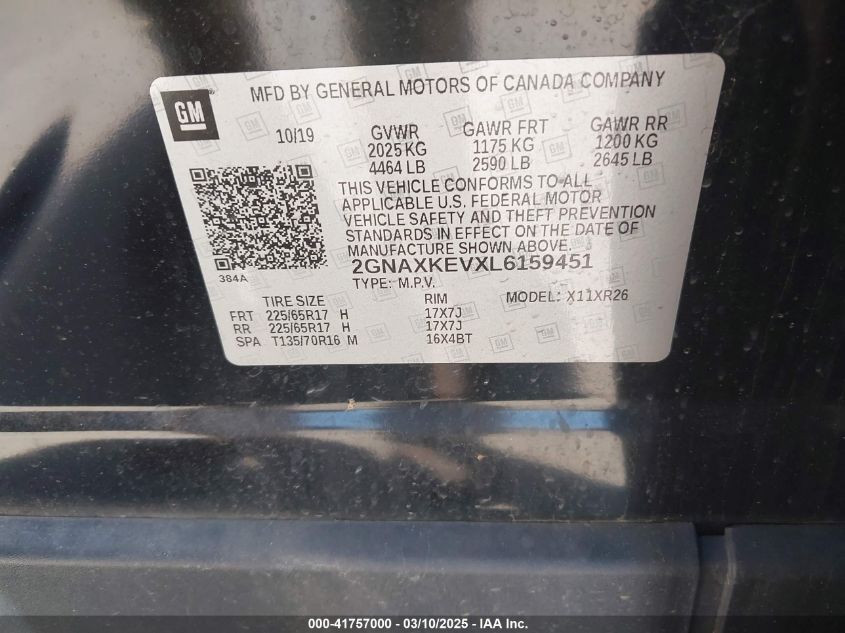 MFD BY GENERAL MOTORS OF CANADA COMPANY
GM
10/19 GVWR GAWR FRT GAWR RR
2025 KG 1175 KG 1200 KG
4464 LB 2590 LB 2645 LB
THIS VEHICLE CONFORMS TO ALL
APPLICABLE U.S. FEDERAL MOTOR
VEHICLE SAFETY AND THEFT PREVENTION
STANDARDS IN EFFECT ON THE DATE OF
MANUFACTURE SHOWN ABOVE.
384A
2GNAXKEVXL6159451
TYPE: M.P.V. MODEL: X11XR26
TIRE SIZE RIM
FRT 225/65R17 H 17X7J
RR 225/65R17 H 17X7J
SPA T135/70R16 M 16X4BT
000-41757000 — 03/10/2025 — IAA Inc.